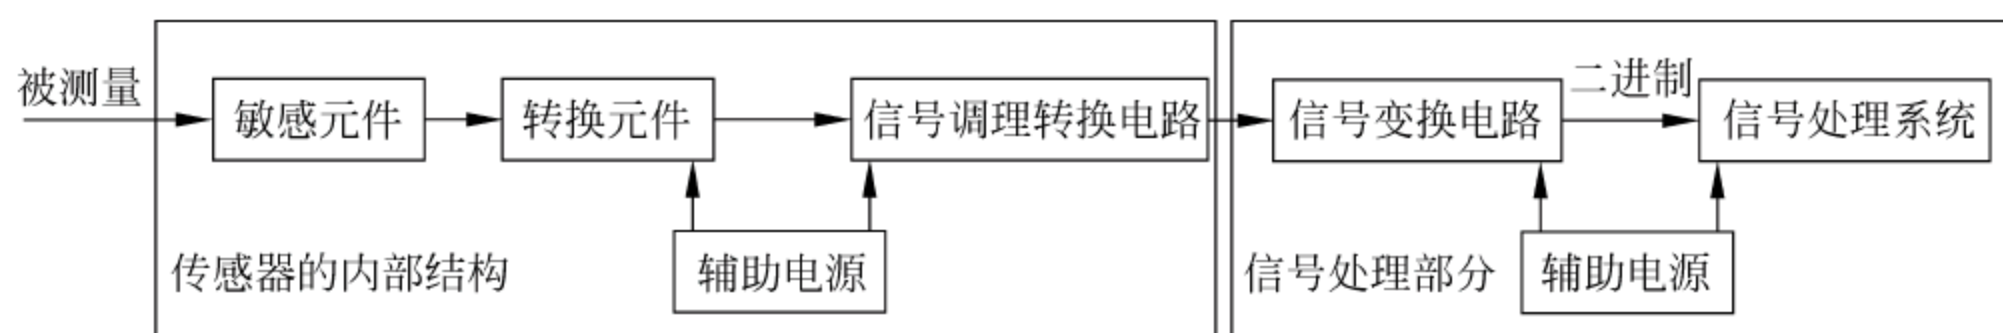 被测量
敏感元件
转换元件
信号调理转换电路
信号变换电路
二进制
信号处理系统
传感器的内部结构
辅助电源
信号处理部分
辅助电源